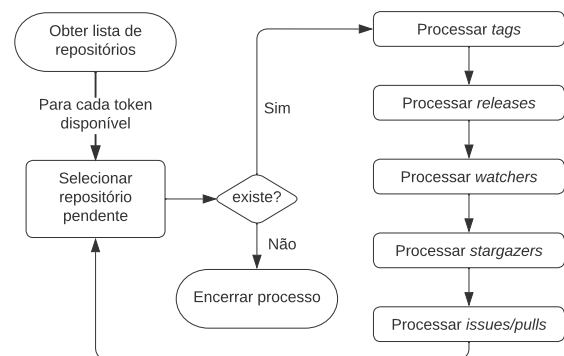 Obter lista de
repositórios
Para cada token
disponível
Selecionar
repositório
pendente
existe?
Sim
Não
Encerrar processo
Processar tags
Processar releases
Processar watchers
Processar stargazers
Processar issues/pulls